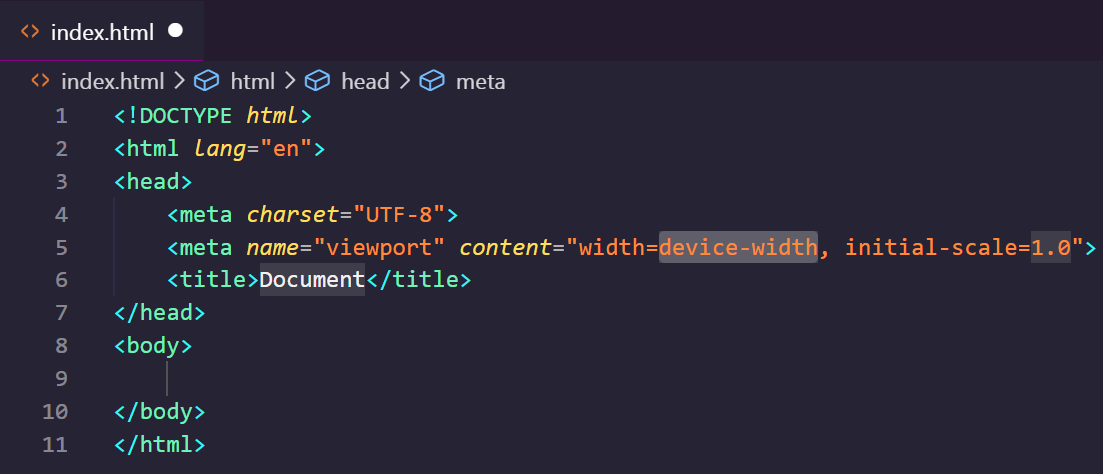 index.html
index.html > html > head > meta
1 <!DOCTYPE html>
2 <html lang="en">
3 <head>
4     <meta charset="UTF-8">
5     <meta name="viewport" content="width=device-width, initial-scale=1.0">
6     <title>Document</title>
7 </head>
8 <body>
9
10 </body>
11 </html>